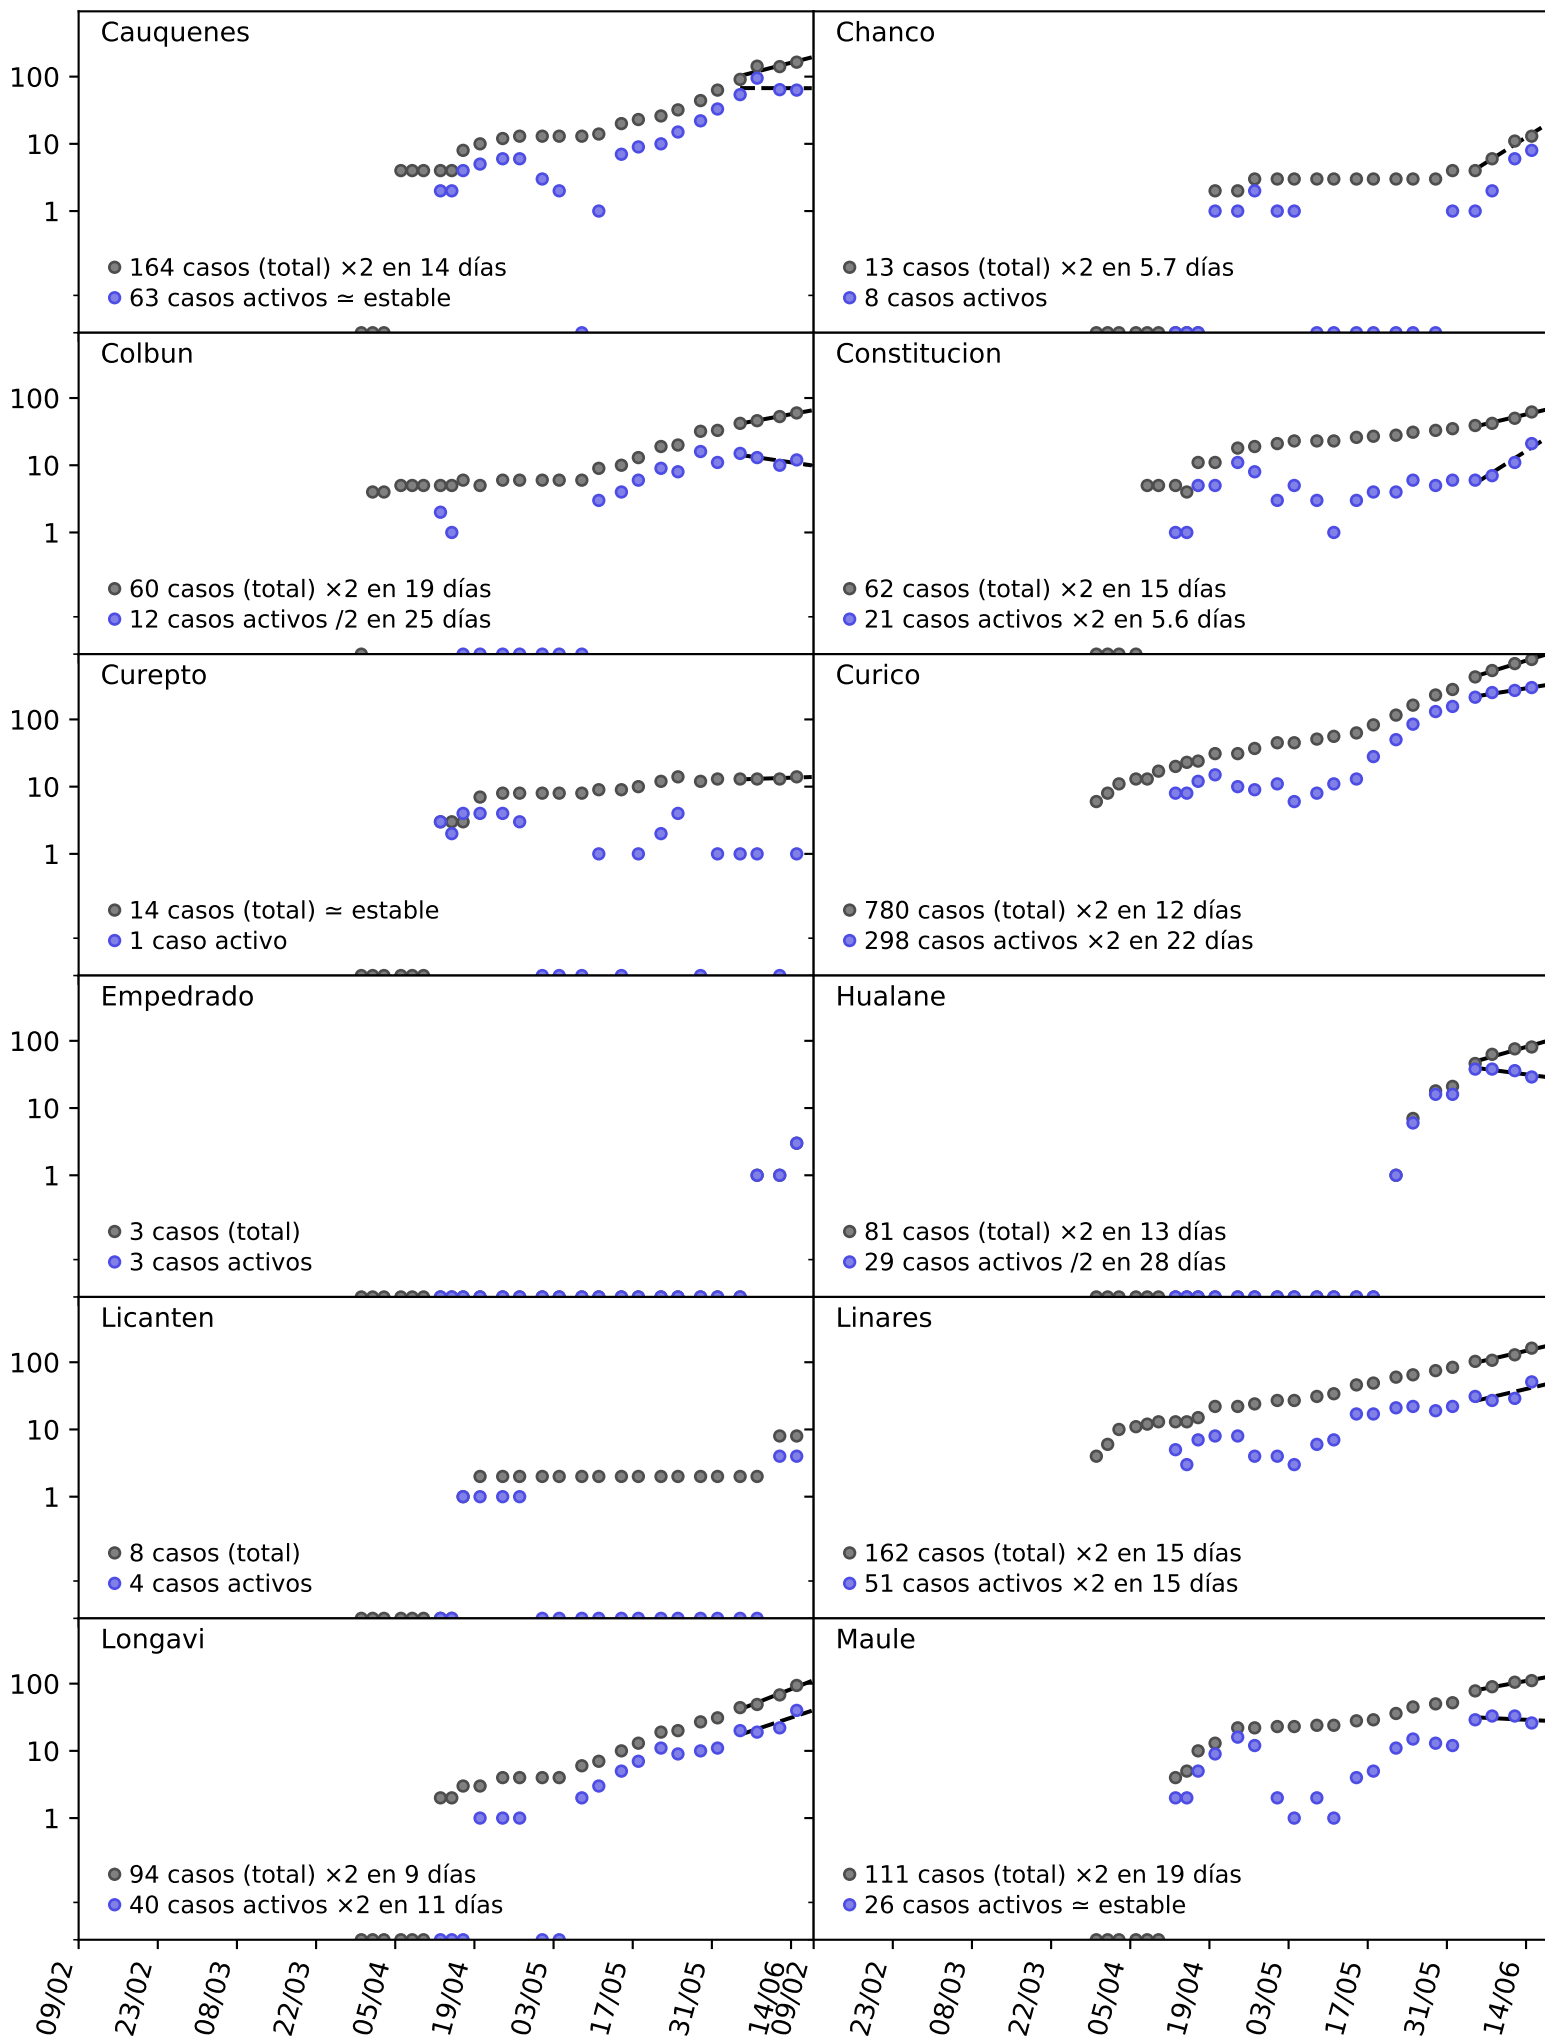 Cauquenes
100
10
1
164 casos (total) ×2 en 14 días
63 casos activos ≃ estable
Chanco
13 casos (total) ×2 en 5.7 días
8 casos activos
Colbun
100
10
1
60 casos (total) ×2 en 19 días
12 casos activos /2 en 25 días
Constitucion
62 casos (total) ×2 en 15 días
21 casos activos ×2 en 5.6 días
Curepto
100
10
1
14 casos (total) ≃ estable
1 caso activo
Curico
780 casos (total) ×2 en 12 días
298 casos activos ×2 en 22 días
Empedrado
100
10
1
3 casos (total)
3 casos activos
Hualane
81 casos (total) ×2 en 13 días
29 casos activos /2 en 28 días
Licanten
100
10
1
8 casos (total)
4 casos activos
Linares
162 casos (total) ×2 en 15 días
51 casos activos ×2 en 15 días
Longavi
100
10
1
94 casos (total) ×2 en 9 días
40 casos activos ×2 en 11 días
Maule
111 casos (total) ×2 en 19 días
26 casos activos ≃ estable
09/02
23/02
08/03
22/03
05/04
19/04
03/05
17/05
31/05
14/06
09/02
23/02
08/03
22/03
05/04
19/04
03/05
17/05
31/05
14/06